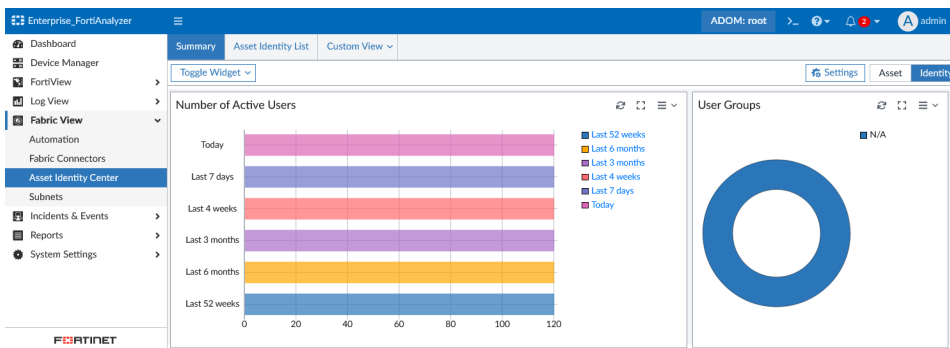 Enterprise_FortiAnalyzer
ADOM: root
>_
?
2
A admin
Dashboard
Device Manager
FortiView
Log View
Fabric View
Automation
Fabric Connectors
Asset Identity Center
Subnets
Incidents & Events
Reports
System Settings
FORTINET
Summary
Asset Identity List
Custom View
Toggle Widget
Settings
Asset
Identity
Number of Active Users
Today
Last 7 days
Last 4 weeks
Last 3 months
Last 6 months
Last 52 weeks
0 20 40 60 80 100 120
Last 52 weeks
Last 6 months
Last 3 months
Last 4 weeks
Last 7 days
Today
User Groups
N/A